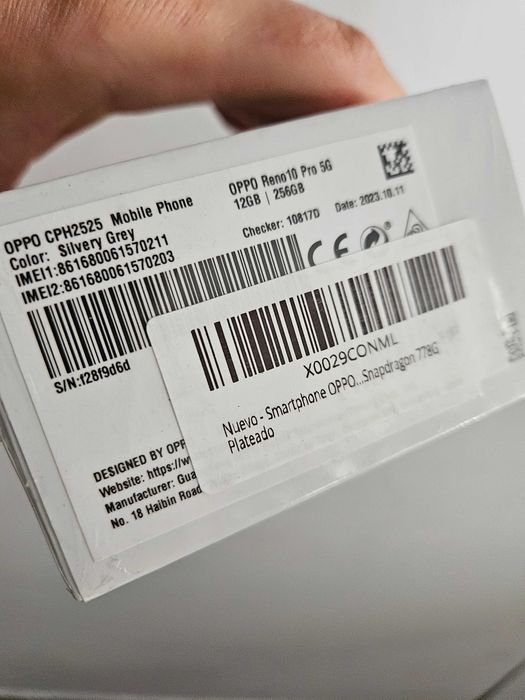 OPPO CPH2525 Mobile Phone
Color: Silvery Grey
IMEI1:861680061570211
IMEI2:861680061570203
OPPO Reno10 Pro 5G
12GB | 256GB
Checker: 10817D
Date: 2023.10.11
CE
S/N:f28f9d6d
X0029CONML
Nuevo - Smartphone OPPO...Snapdragon 778G
Plateado
DESIGNED BY OPP
Website: https://w
Manufacturer: Gua
No. 18 Haibin Road